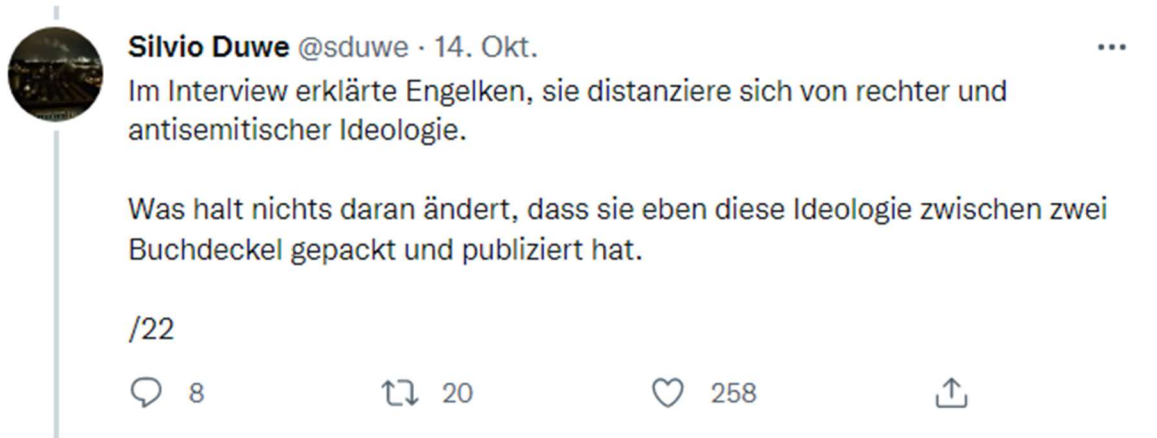 Silvio Duwe @sduwe · 14. Okt.
Im Interview erklärte Engelken, sie distanziere sich von rechter und
antisemitischer Ideologie.
Was halt nichts daran ändert, dass sie eben diese Ideologie zwischen zwei
Buchdeckel gepackt und publiziert hat.
/22
8 20 258